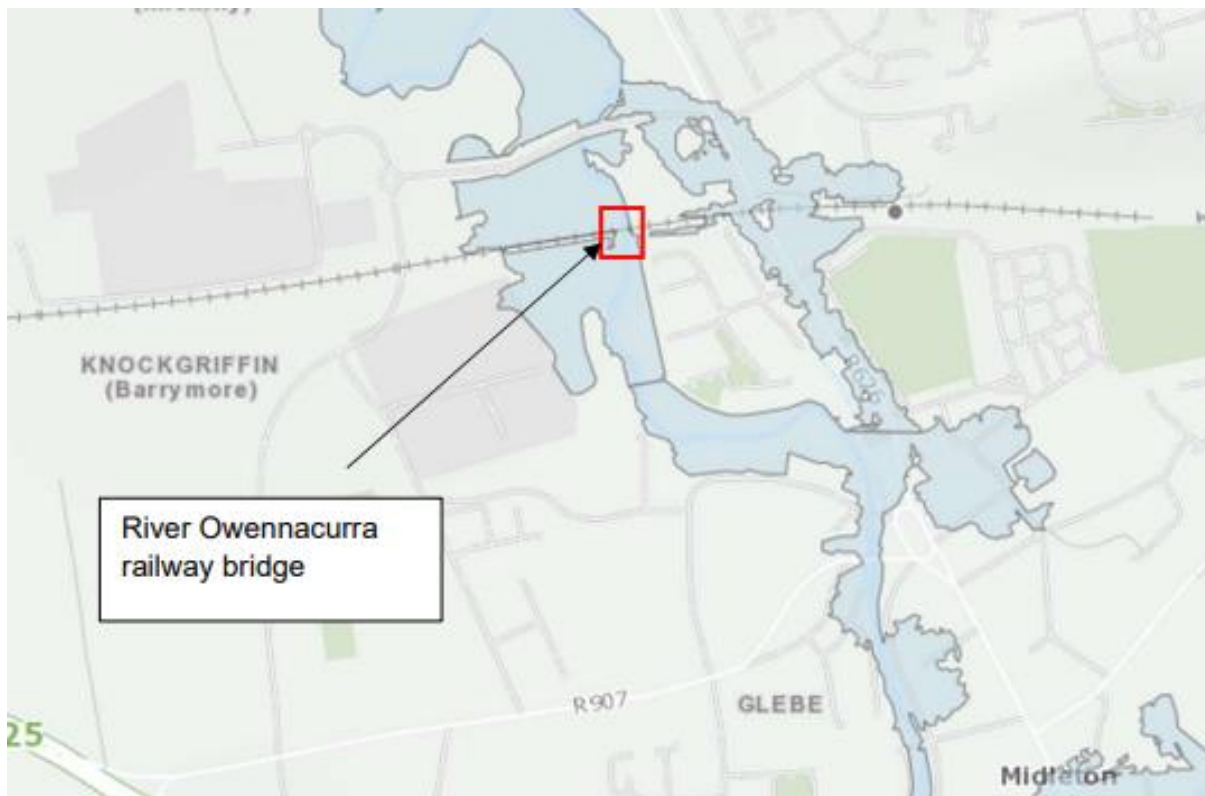 KNOCKGRIFFIN
(Barrymore)
River Owennacurra
railway bridge
R907
GLEBE
25
Midleton